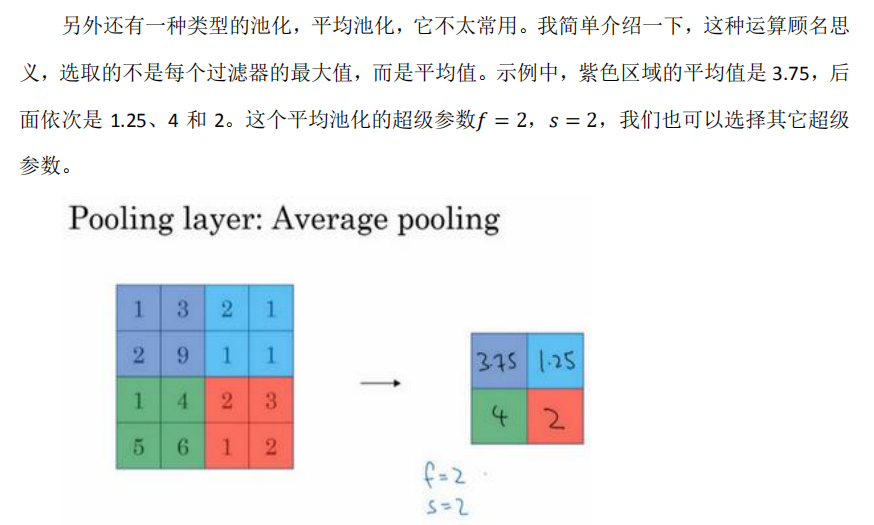 另外还有一种类型的池化，平均池化，它不太常用。我简单介绍一下，这种运算顾名思
义，选取的不是每个过滤器的最大值，而是平均值。示例中，紫色区域的平均值是 3.75，后
面依次是 1.25、4 和 2。这个平均池化的超级参数f = 2，s = 2，我们也可以选择其它超级
参数。
Pooling layer: Average pooling
1 3 2 1
2 9 1 1
1 4 2 3
5 6 1 2
3.75 1.25
4 2
f=2
s=2